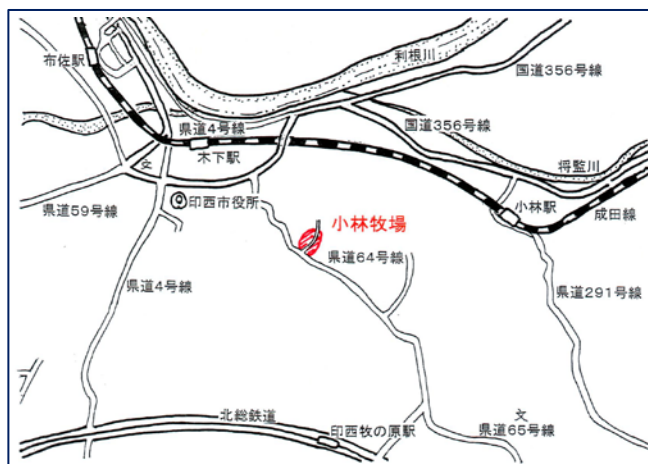 利根川
布佐駅
国道356号線
国道356号線
県道4号線
木下駅
文
将監川
小林駅
印西市役所
県道59号線
成田線
小林牧場
県道64号線
県道4号線
県道291号線
北総鉄道
文
印西牧の原駅
県道65号線